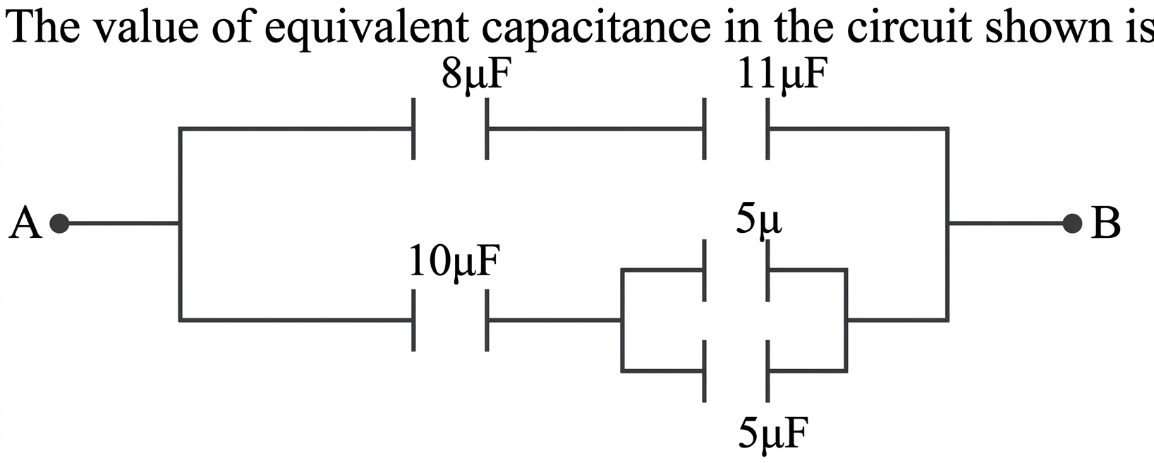 The value of equivalent capacitance in the circuit shown is
8μF 11μF
5μ
A B
10μF
5μF